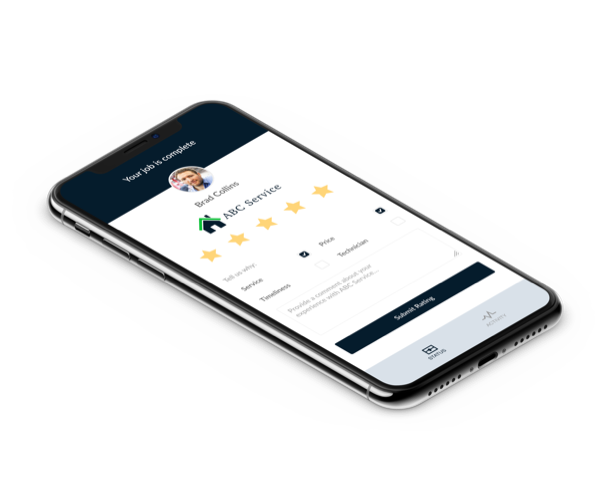 Your job is complete
Brad Collins
ABC Service
Tell us why:
Service
Price
Timeliness
Technician
Provide a comment about your
experience with ABC Service...
Submit Rating
STATUS